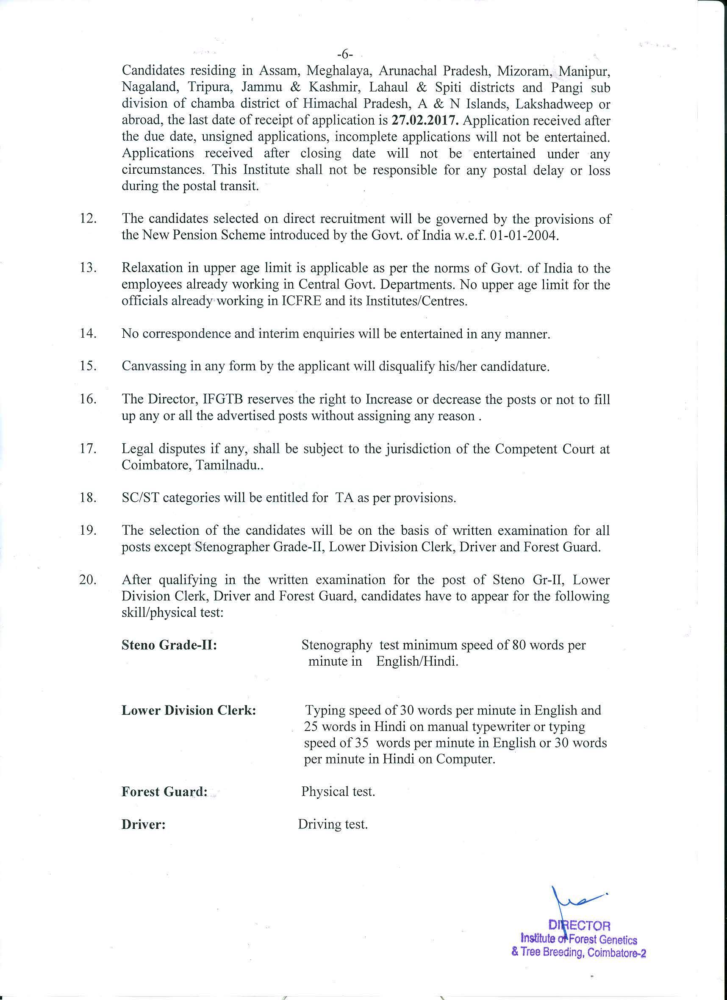 -6-
Candidates residing in Assam, Meghalaya, Arunachal Pradesh, Mizoram, Manipur,
Nagaland, Tripura, Jammu & Kashmir, Lahaul & Spiti districts and Pangi sub
division of chamba district of Himachal Pradesh, A & N Islands, Lakshadweep or
abroad, the last date of receipt of application is 27.02.2017. Application received after
the due date, unsigned applications, incomplete applications will not be entertained.
Applications received after closing date will not be entertained under any
circumstances. This Institute shall not be responsible for any postal delay or loss
during the postal transit.
12. The candidates selected on direct recruitment will be governed by the provisions of
the New Pension Scheme introduced by the Govt. of India w.e.f. 01-01-2004.
13. Relaxation in upper age limit is applicable as per the norms of Govt. of India to the
employees already working in Central Govt. Departments. No upper age limit for the
officials already working in ICFRE and its Institutes/Centres.
14. No correspondence and interim enquiries will be entertained in any manner.
15. Canvassing in any form by the applicant will disqualify his/her candidature.
16. The Director, IFGTB reserves the right to Increase or decrease the posts or not to fill
up any or all the advertised posts without assigning any reason .
17. Legal disputes if any, shall be subject to the jurisdiction of the Competent Court at
Coimbatore, Tamilnadu..
18. SC/ST categories will be entitled for TA as per provisions.
19. The selection of the candidates will be on the basis of written examination for all
posts except Stenographer Grade-II, Lower Division Clerk, Driver and Forest Guard.
20. After qualifying in the written examination for the post of Steno Gr-II, Lower
Division Clerk, Driver and Forest Guard, candidates have to appear for the following
skill/physical test:
Steno Grade-II: Stenography test minimum speed of 80 words per
minute in English/Hindi.
Lower Division Clerk: Typing speed of 30 words per minute in English and
25 words in Hindi on manual typewriter or typing
speed of 35 words per minute in English or 30 words
per minute in Hindi on Computer.
Forest Guard: Physical test.
Driver: Driving test.
DIRECTOR
Institute of Forest Genetics
& Tree Breeding, Coimbatore-2